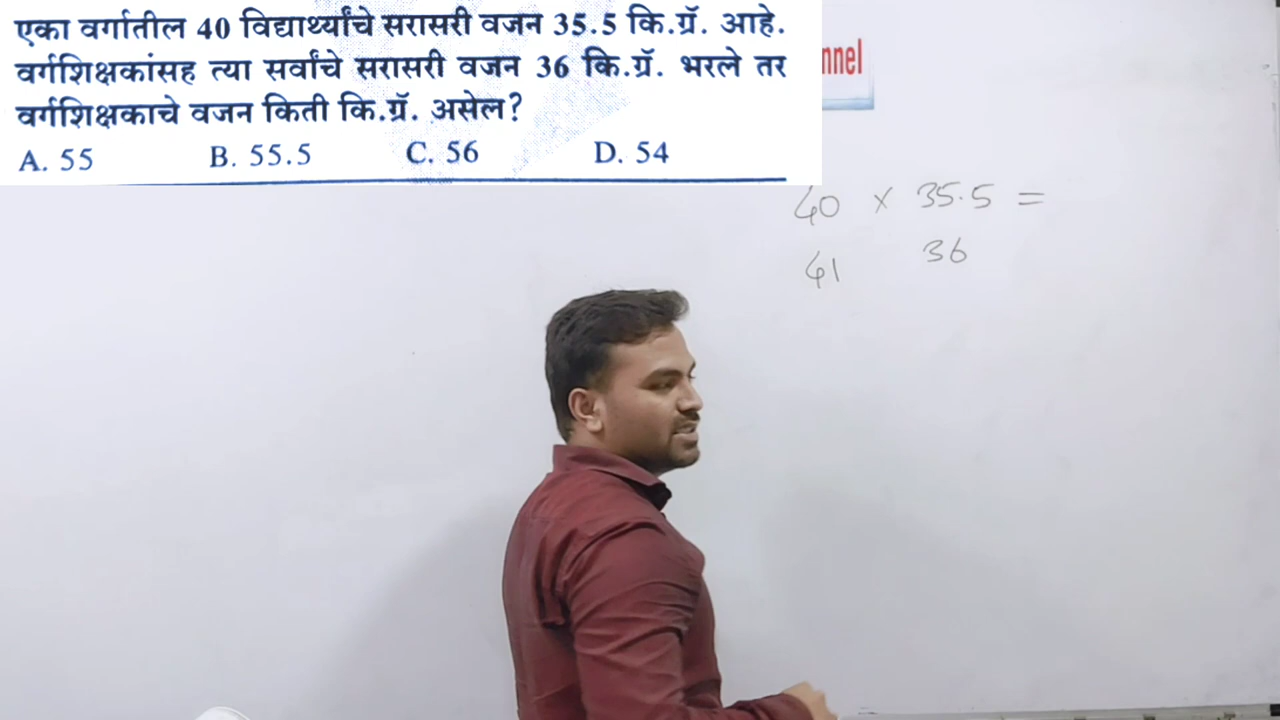 एका वर्गातील 40 विद्यार्थ्यांचे सरासरी वजन 35.5 कि.ग्रॅ. आहे.
वर्गशिक्षकांसह त्या सर्वांचे सरासरी वजन 36 कि.ग्रॅ. भरले तर
वर्गशिक्षकाचे वजन किती कि.ग्रॅ. असेल?
A. 55 B. 55.5 C. 56 D. 54
nnel
40 × 35.5 =
41 36